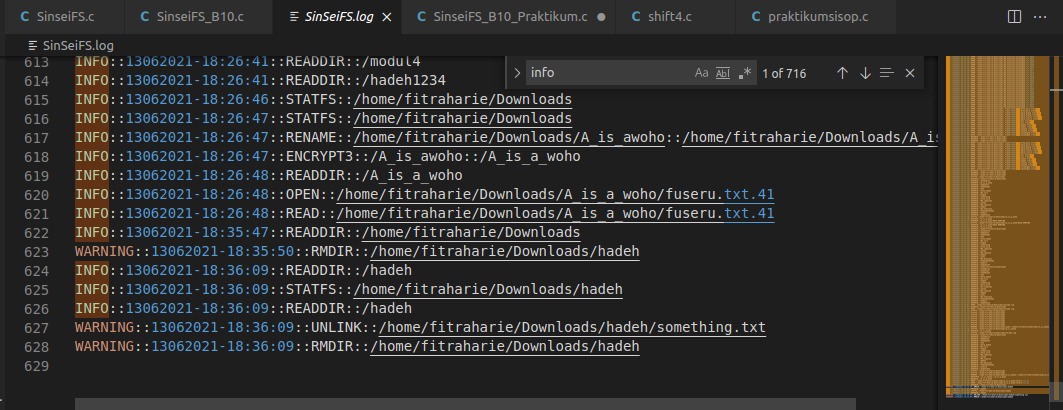 SinseiFS.c
SinseiFS_B10.c
SinSeiFS.log
SinseiFS_B10_Praktikum.c
shift4.c
praktikumsisop.c
SinSeiFS.log
info
Aa Abl .* 1 of 716
613 INFO::13062021-18:26:41::READDIR::/modul4
614 INFO::13062021-18:26:41::READDIR::/hadeh1234
615 INFO::13062021-18:26:46::STATFS::/home/fitraharie/Downloads
616 INFO::13062021-18:26:47::STATFS::/home/fitraharie/Downloads
617 INFO::13062021-18:26:47::RENAME::/home/fitraharie/Downloads/A_is_awoho::/home/fitraharie/Downloads/A_is
618 INFO::13062021-18:26:47::ENCRYPT3::/A_is_awoho::/A_is_a_woho
619 INFO::13062021-18:26:48::READDIR::/A_is_a_woho
620 INFO::13062021-18:26:48::OPEN::/home/fitraharie/Downloads/A_is_a_woho/fuseru.txt.41
621 INFO::13062021-18:26:48::READ::/home/fitraharie/Downloads/A_is_a_woho/fuseru.txt.41
622 INFO::13062021-18:35:47::READDIR::/home/fitraharie/Downloads
623 WARNING::13062021-18:35:50::RMDIR::/home/fitraharie/Downloads/hadeh
624 INFO::13062021-18:36:09::READDIR::/hadeh
625 INFO::13062021-18:36:09::STATFS::/home/fitraharie/Downloads/hadeh
626 INFO::13062021-18:36:09::READDIR::/hadeh
627 WARNING::13062021-18:36:09::UNLINK::/home/fitraharie/Downloads/hadeh/something.txt
628 WARNING::13062021-18:36:09::RMDIR::/home/fitraharie/Downloads/hadeh
629